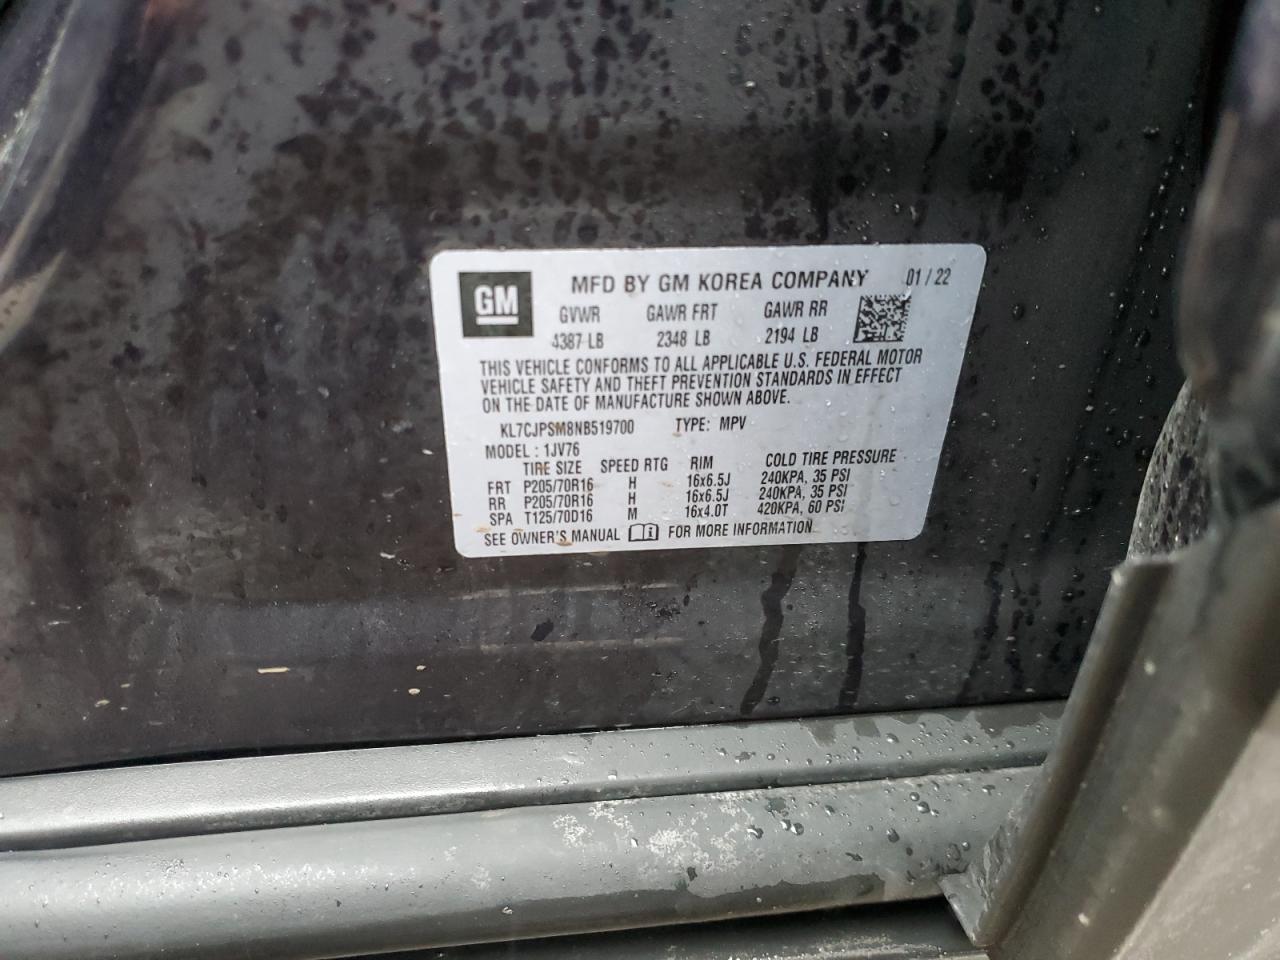 GM MFD BY GM KOREA COMPANY 01 / 22
GVWR GAWR FRT GAWR RR
4387 LB 2348 LB 2194 LB
THIS VEHICLE CONFORMS TO ALL APPLICABLE U.S. FEDERAL MOTOR
VEHICLE SAFETY AND THEFT PREVENTION STANDARDS IN EFFECT
ON THE DATE OF MANUFACTURE SHOWN ABOVE.
KL7CJPSM8NB519700 TYPE: MPV
MODEL : 1JV76
TIRE SIZE SPEED RTG RIM COLD TIRE PRESSURE
FRT P205/70R16 H 16x6.5J 240KPA, 35 PSI
RR P205/70R16 H 16x6.5J 240KPA, 35 PSI
SPA T125/70D16 M 16x4.0T 420KPA, 60 PSI
SEE OWNER'S MANUAL i FOR MORE INFORMATION